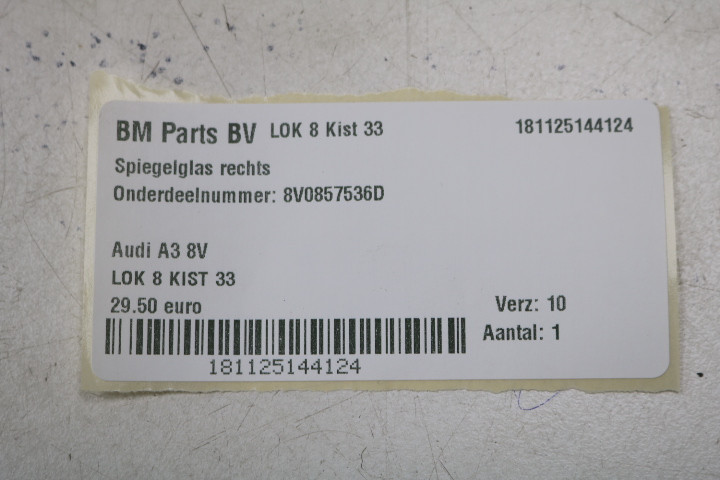 BM Parts BV LOK 8 Kist 33 181125144124
Spiegelglas rechts
Onderdeelnummer: 8V0857536D
Audi A3 8V
LOK 8 KIST 33
29.50 euro Verz: 10
Aantal: 1
181125144124